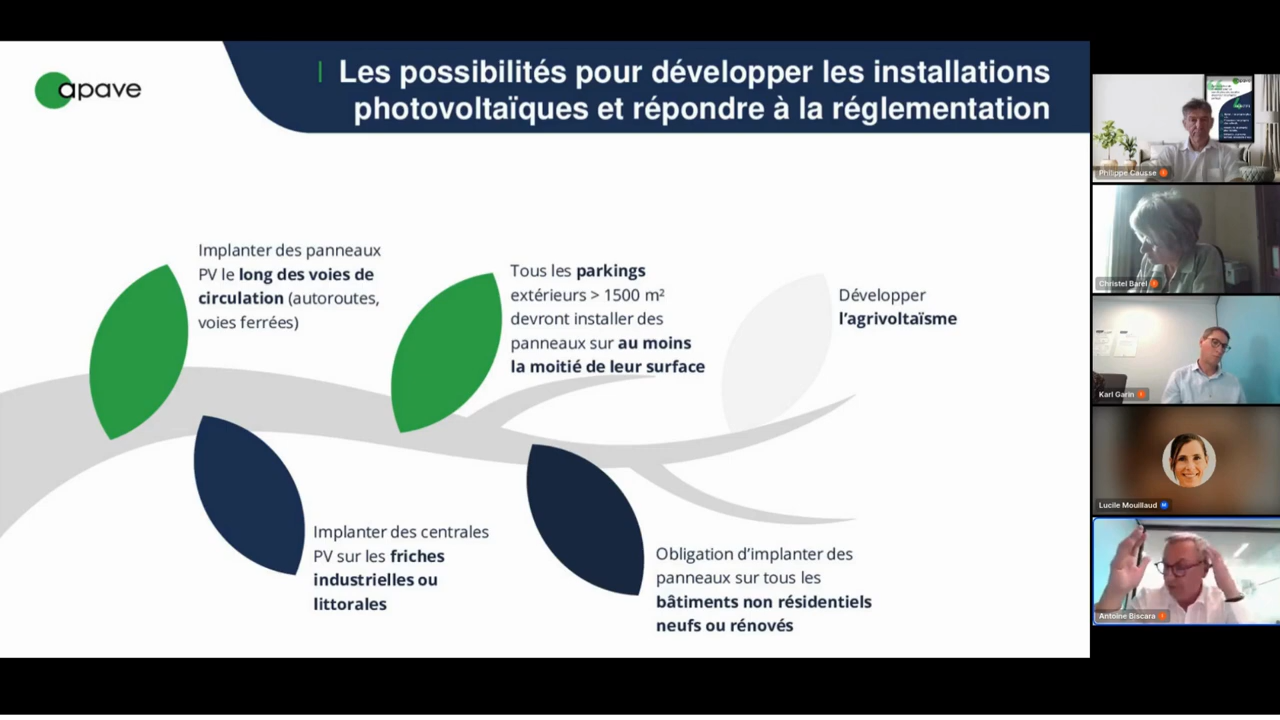 apave
Les possibilités pour développer les installations
photovoltaïques et répondre à la réglementation
Implanter des panneaux
PV le long des voies de
circulation (autoroutes,
voies ferrées)
Tous les parkings
extérieurs > 1500 m²
devront installer des
panneaux sur au moins
la moitié de leur surface
Développer
l’agrivoltaïsme
Implanter des centrales
PV sur les friches
industrielles ou
littorales
Obligation d’implanter des
panneaux sur tous les
bâtiments non résidentiels
neufs ou rénovés
Philippe Causse
Christel Barel
Karl Garin
Lucile Mouillaud
Antoine Biscara